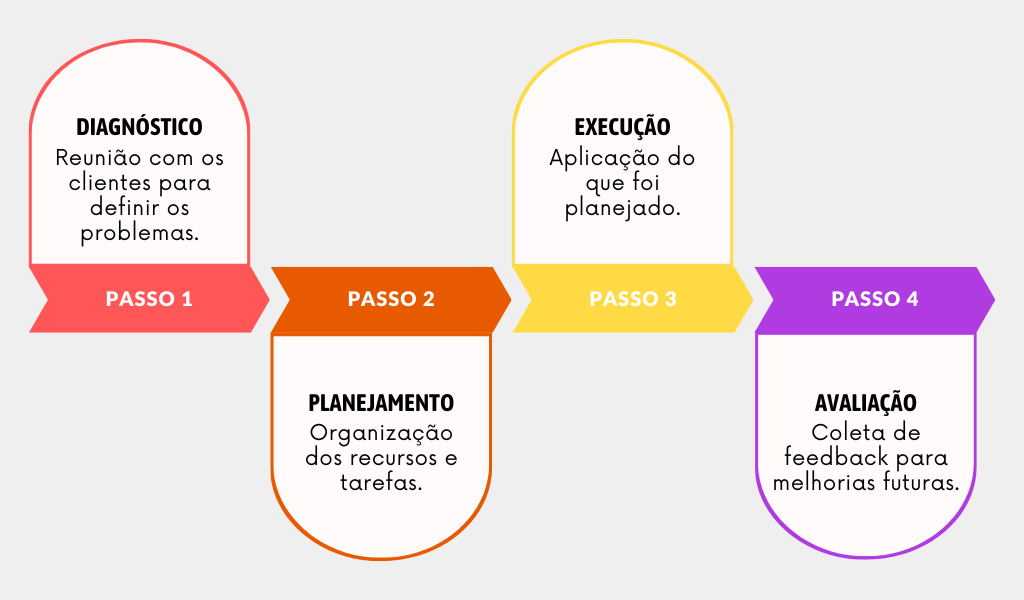 DIAGNÓSTICO
Reunião com os
clientes para
definir os
problemas.
PASSO 1
PASSO 2
PLANEJAMENTO
Organização
dos recursos e
tarefas.
EXECUÇÃO
Aplicação do
que foi
planejado.
PASSO 3
PASSO 4
AVALIAÇÃO
Coleta de
feedback para
melhorias futuras.